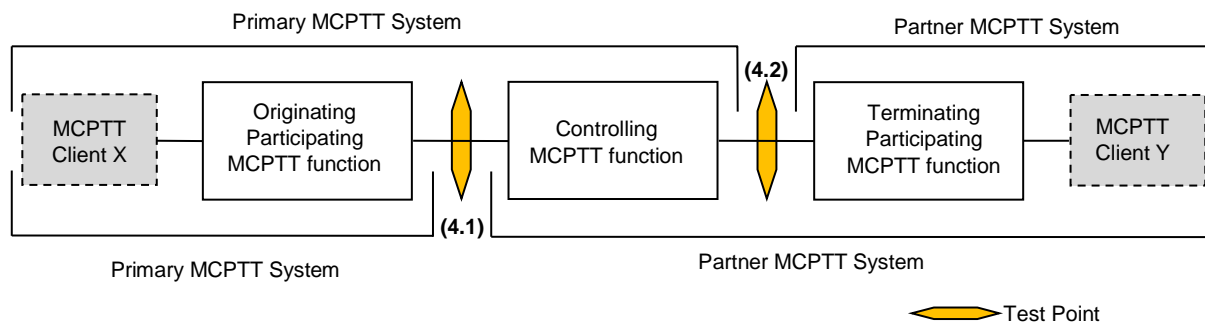 Primary MCPTT System
Partner MCPTT System
(4.2)
MCPTT
Client X
Originating
Participating
MCPTT function
Controlling
MCPTT function
Terminating
Participating
MCPTT function
MCPTT
Client Y
(4.1)
Primary MCPTT System
Partner MCPTT System
Test Point